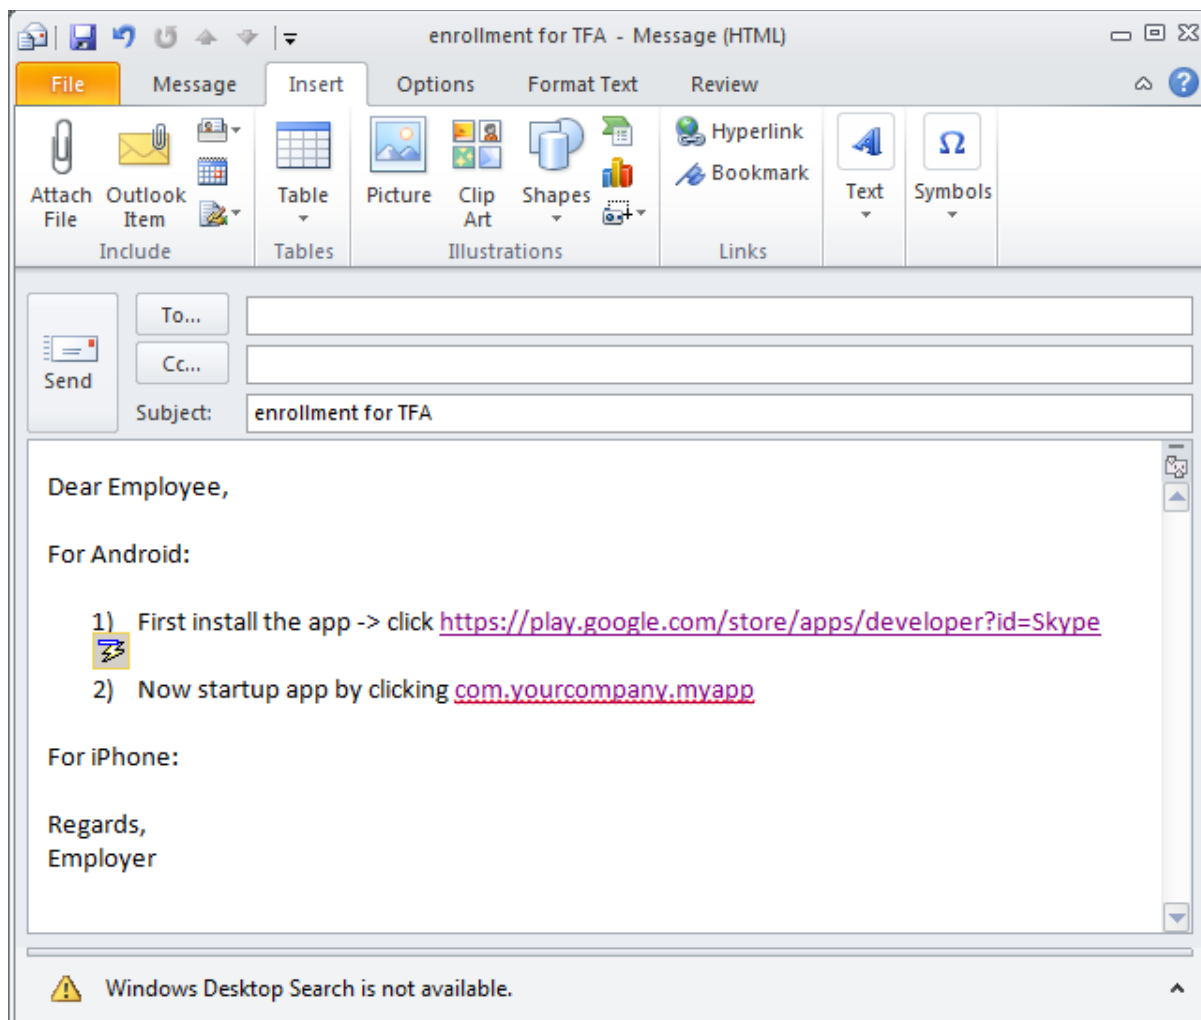 enrollment for TFA - Message (HTML)
File Message Insert Options Format Text Review
Attach File Outlook Item Table Picture Clip Art Shapes Hyperlink Bookmark Text Symbols
Include Tables Illustrations Links
To...
Cc...
Send
Subject: enrollment for TFA
Dear Employee,
For Android:
1) First install the app -> click https://play.google.com/store/apps/developer?id=Skype
2) Now startup app by clicking com.yourcompany.myapp
For iPhone:
Regards,
Employer
Windows Desktop Search is not available.